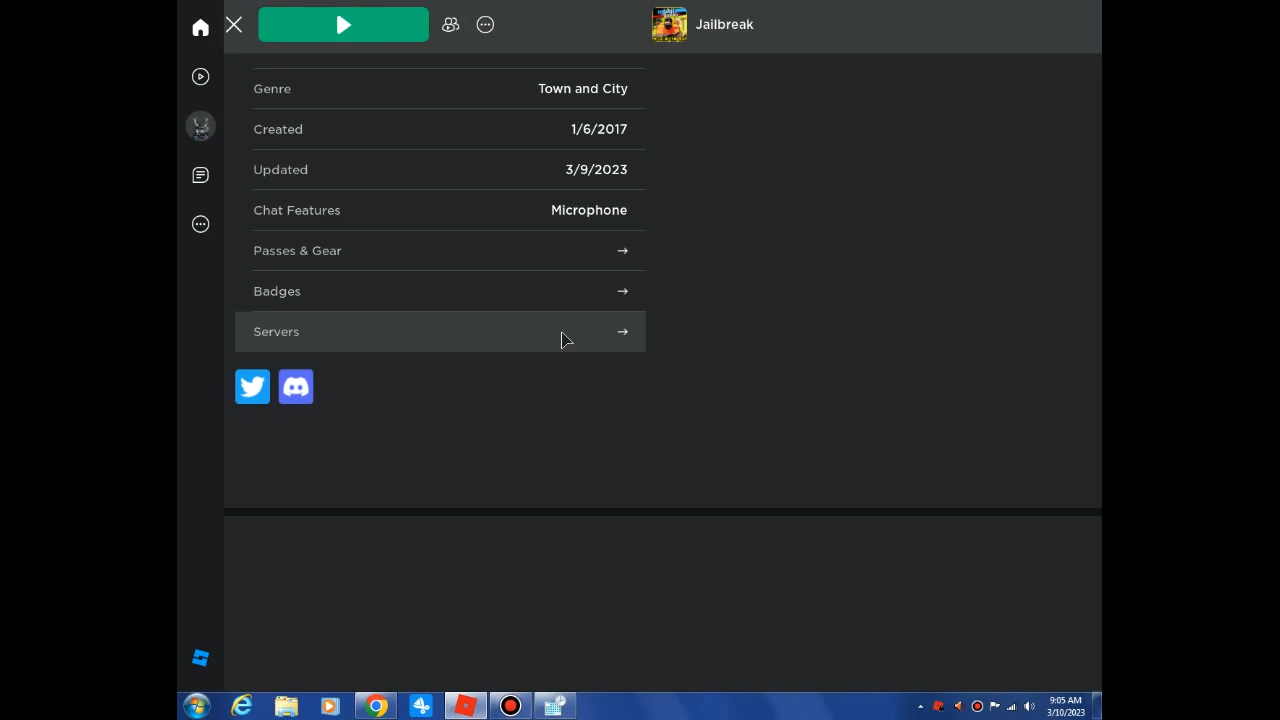 Jailbreak
Genre Town and City
Created 1/6/2017
Updated 3/9/2023
Chat Features Microphone
Passes & Gear →
Badges →
Servers →
9:05 AM
3/10/2023